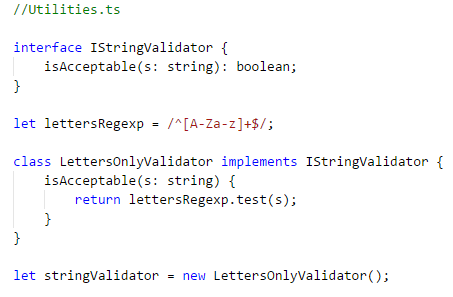 //Utilities.ts
interface IStringValidator {
    isAcceptable(s: string): boolean;
}
let lettersRegexp = /^[A-Za-z]+$/;
class LettersOnlyValidator implements IStringValidator {
    isAcceptable(s: string) {
        return lettersRegexp.test(s);
    }
}
let stringValidator = new LettersOnlyValidator();